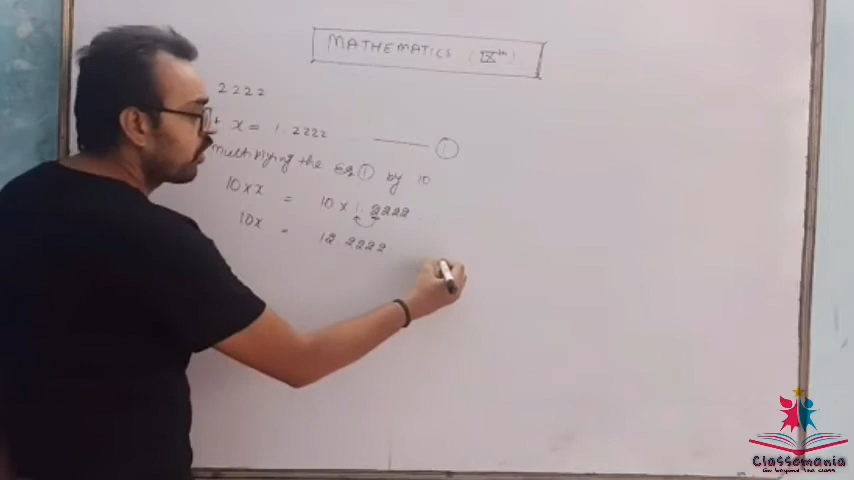 MATHEMATICS (IXth)
2222
x = 1.2222 ... ——— ①
multiplying the Eq ① by 10
10 x x = 10 x 1.2222 ..
10x = 12 2222
Classomania